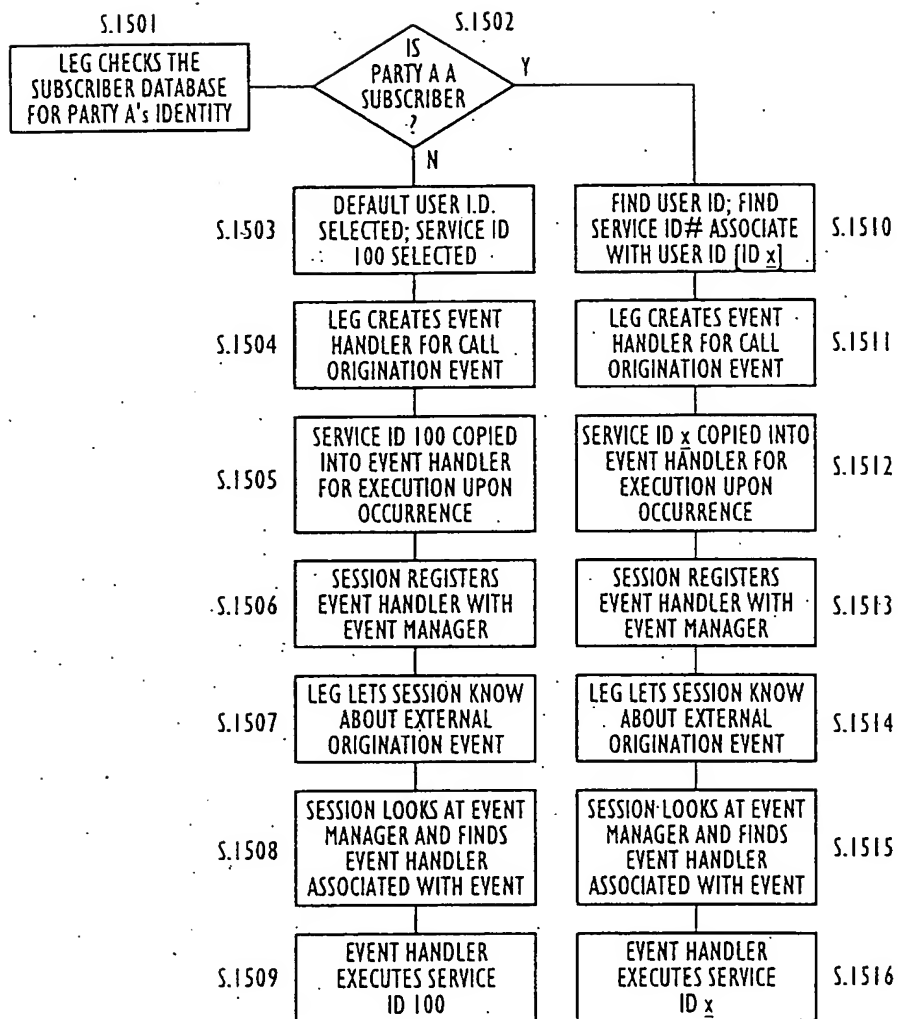 S.1501
LEG CHECKS THE
SUBSCRIBER DATABASE
FOR PARTY A's IDENTITY
S.1502
IS
PARTY A A
SUBSCRIBER
?
Y
N
S.1503
DEFAULT USER I.D.
SELECTED; SERVICE ID
100 SELECTED
FIND USER ID; FIND
SERVICE ID# ASSOCIATE
WITH USER ID [ID x]
S.1510
S.1504
LEG CREATES EVENT
HANDLER FOR CALL
ORIGINATION EVENT
LEG CREATES EVENT
HANDLER FOR CALL
ORIGINATION EVENT
S.1511
S.1505
SERVICE ID 100 COPIED
INTO EVENT HANDLER
FOR EXECUTION UPON
OCCURRENCE
SERVICE ID x COPIED INTO
EVENT HANDLER FOR
EXECUTION UPON
OCCURRENCE
S.1512
S.1506
SESSION REGISTERS
EVENT HANDLER WITH
EVENT MANAGER
SESSION REGISTERS
EVENT HANDLER WITH
EVENT MANAGER
S.1513
S.1507
LEG LETS SESSION KNOW
ABOUT EXTERNAL
ORIGINATION EVENT
LEG LETS SESSION KNOW
ABOUT EXTERNAL
ORIGINATION EVENT
S.1514
S.1508
SESSION LOOKS AT EVENT
MANAGER AND FINDS
EVENT HANDLER
ASSOCIATED WITH EVENT
SESSION LOOKS AT EVENT
MANAGER AND FINDS
EVENT HANDLER
ASSOCIATED WITH EVENT
S.1515
S.1509
EVENT HANDLER
EXECUTES SERVICE
ID 100
EVENT HANDLER
EXECUTES SERVICE
ID x
S.1516